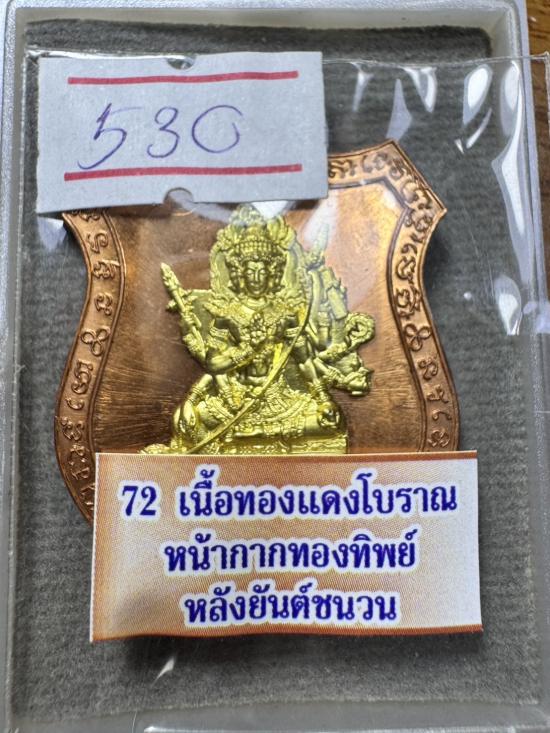 530
72 เนื้อทองแดงโบราณ
หน้ากากทองทิพย์
หลังยันต์ชนวน